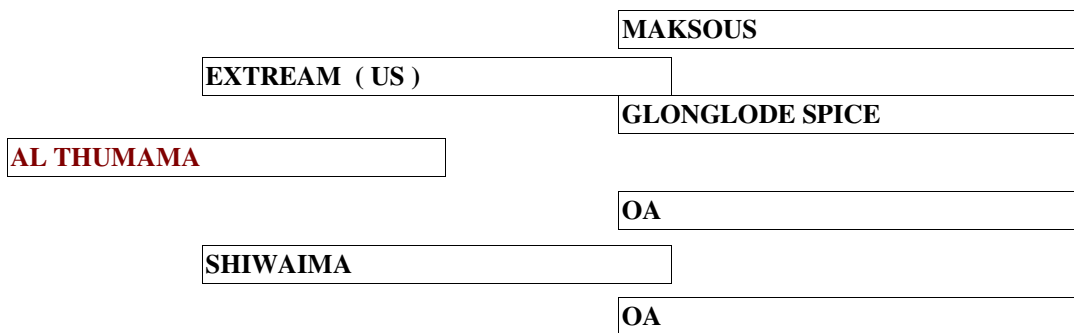 MAKSOUS
EXTREAM ( US )
GLONGLODE SPICE
AL THUMAMA
OA
SHIWAIMA
OA